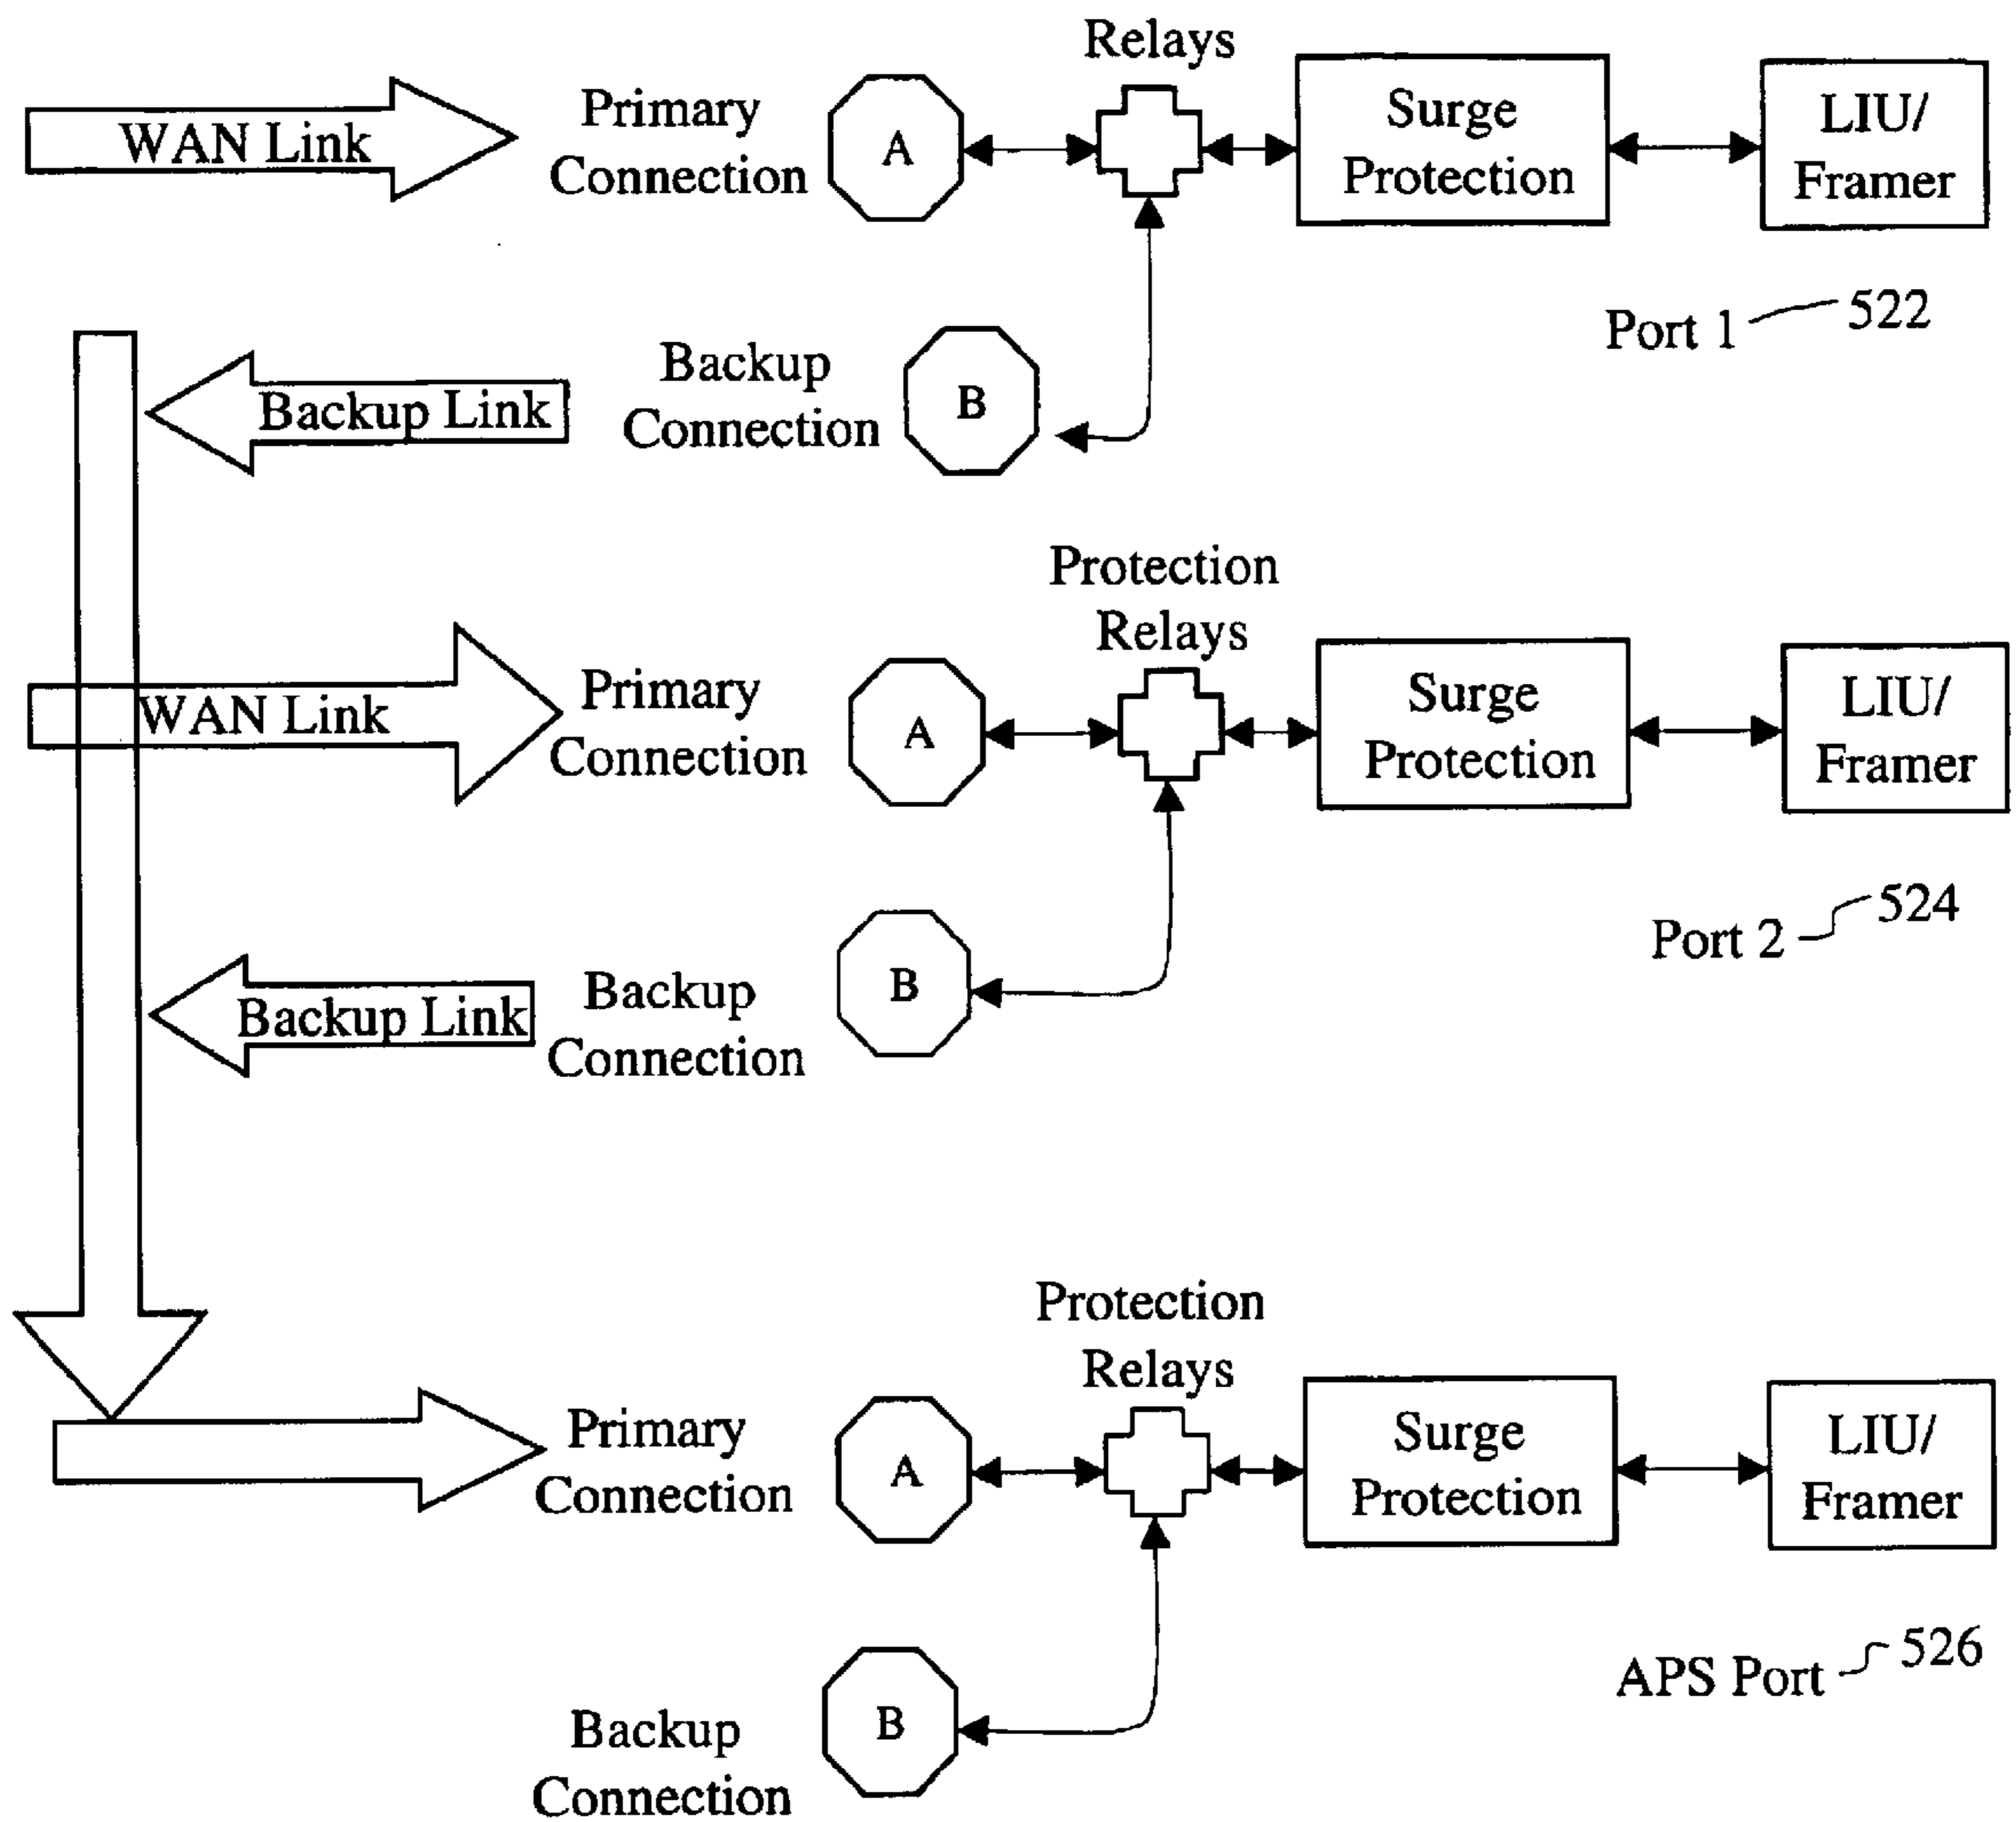 Relays
WAN Link
Primary
Connection
A
Surge
Protection
LIU/
Framer
Port 1
522
Backup Link
Backup
Connection
B
Protection
Relays
WAN Link
Primary
Connection
A
Surge
Protection
LIU/
Framer
Port 2
524
Backup Link
Backup
Connection
B
Protection
Relays
Primary
Connection
A
Surge
Protection
LIU/
Framer
APS Port
526
Backup
Connection
B